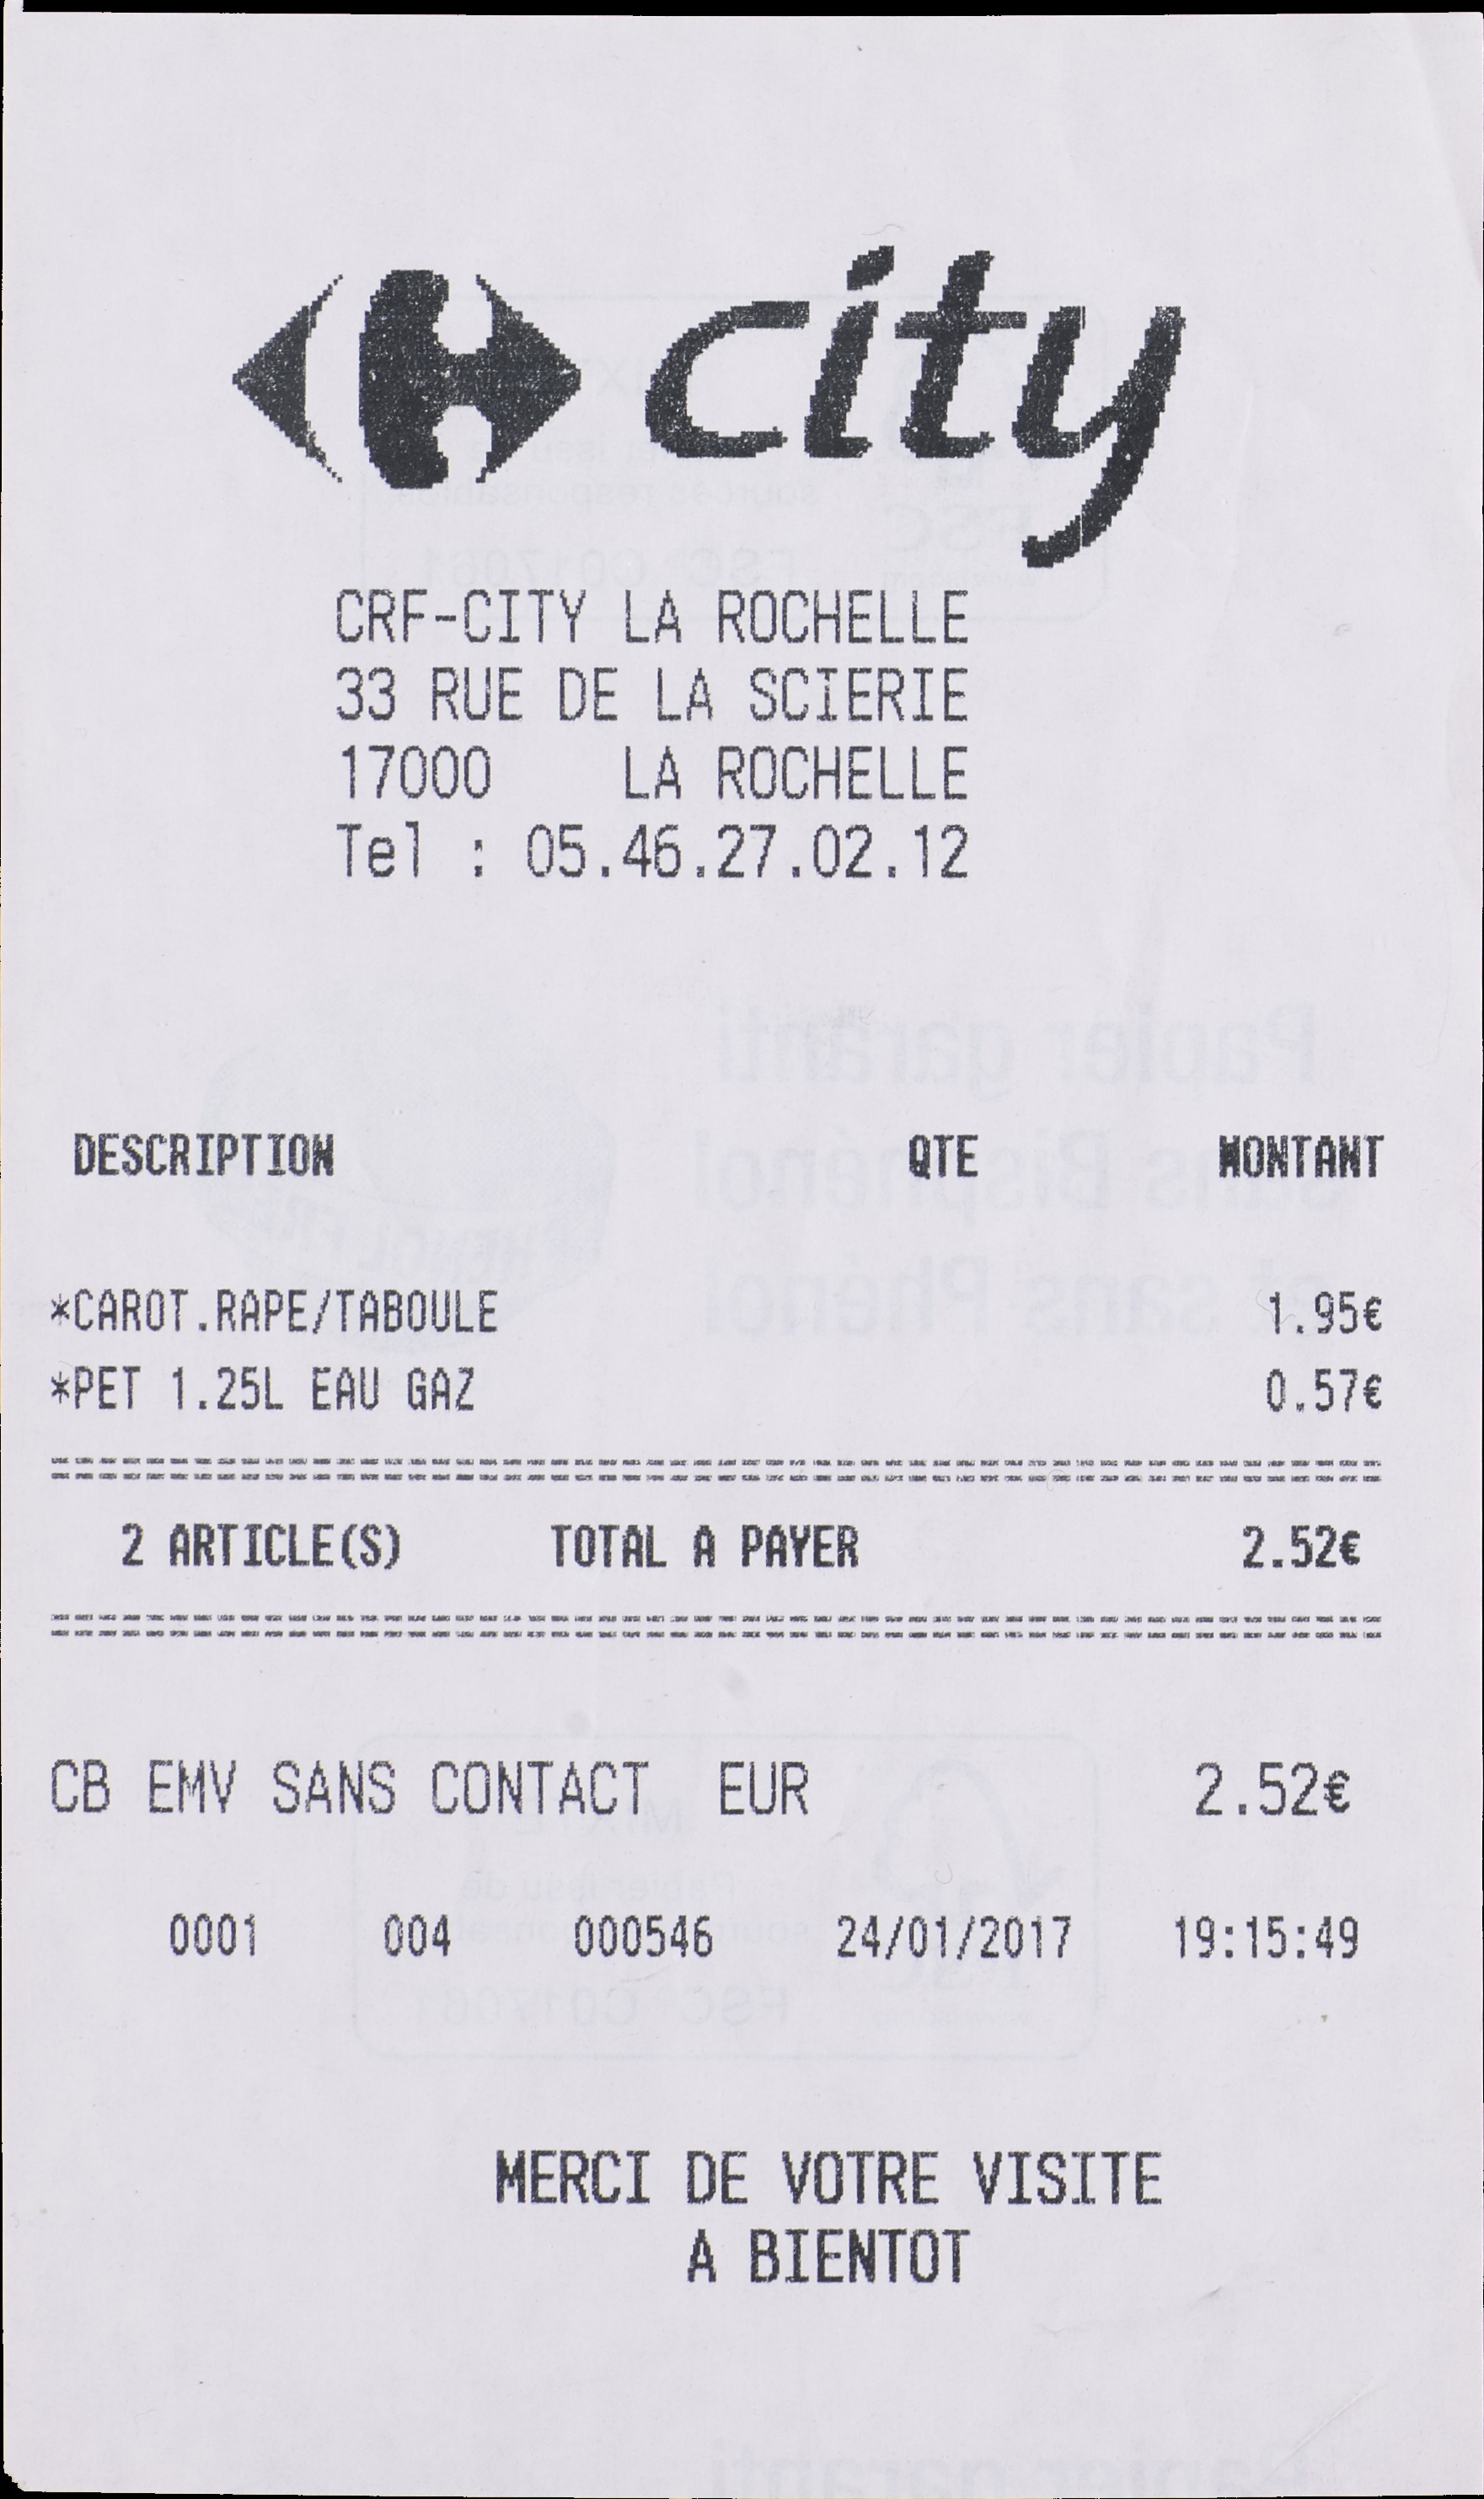 city
CRF-CITY LA ROCHELLE
33 RUE DE LA SCIERIE
17000 LA ROCHELLE
Tel : 05.46.27.02.12
DESCRIPTION QTE MONTANT
*CAROT.RAPE/TABOULE 1.95€
*PET 1.25L EAU GAZ 0.57€
2 ARTICLE(S) TOTAL A PAYER 2.52€
CB EMV SANS CONTACT EUR 2.52€
0001 004 000546 24/01/2017 19:15:49
MERCI DE VOTRE VISITE
A BIENTOT